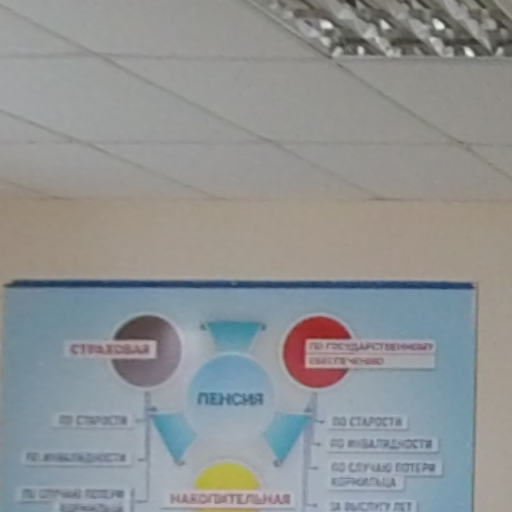 СТРАХОВАЯ
ПО СТАРОСТИ
ПО ИНВАЛИДНОСТИ
ПО СЛУЧАЮ ПОТЕРИ
КОРМИЛЬЦА
ПЕНСИЯ
НАКОПИТЕЛЬНАЯ
ПО ГОСУДАРСТВЕННОМУ
ОБЕСПЕЧЕНИЮ
ПО СТАРОСТИ
ПО ИНВАЛИДНОСТИ
ПО СЛУЧАЮ ПОТЕРИ
КОРМИЛЬЦА
ЗА ВЫСЛУГУ ЛЕТ